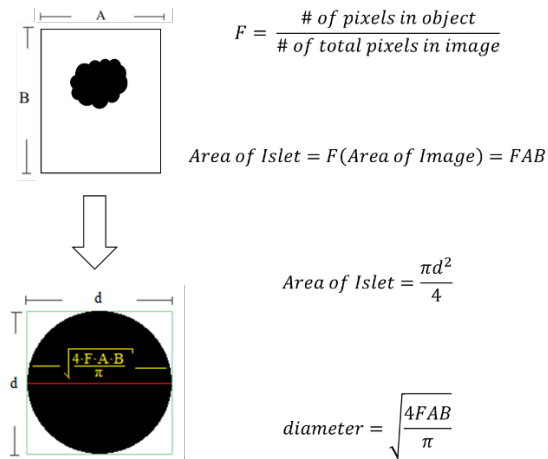 A
B
F = # of pixels in object / # of total pixels in image
Area of Islet = F(Area of Image) = FAB
d
d
√(4·F·A·B / π)
Area of Islet = πd² / 4
diameter = √(4FAB / π)